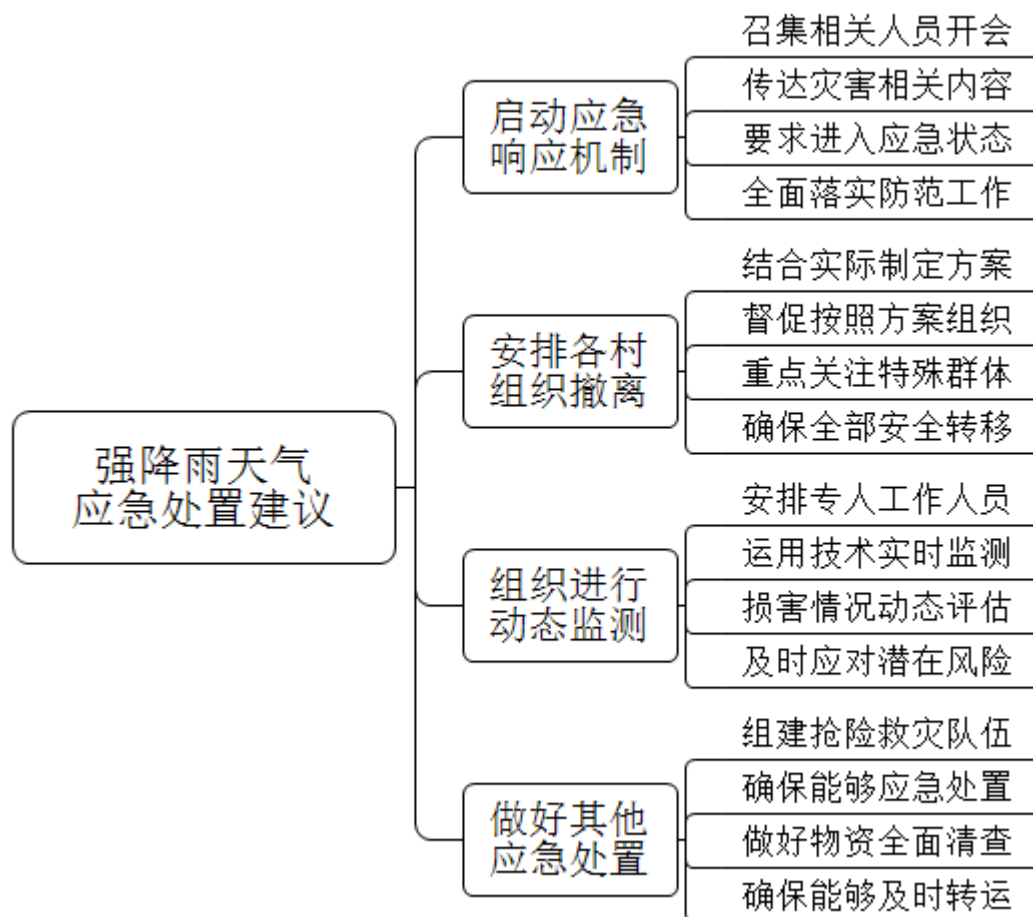 强降雨天气
应急处置建议
启动应急
响应机制
召集相关人员开会
传达灾害相关内容
要求进入应急状态
全面落实防范工作
安排各村
组织撤离
结合实际制定方案
督促按照方案组织
重点关注特殊群体
确保全部安全转移
组织进行
动态监测
安排专人工作人员
运用技术实时监测
损害情况动态评估
及时应对潜在风险
做好其他
应急处置
组建抢险救灾队伍
确保能够应急处置
做好物资全面清查
确保能够及时转运